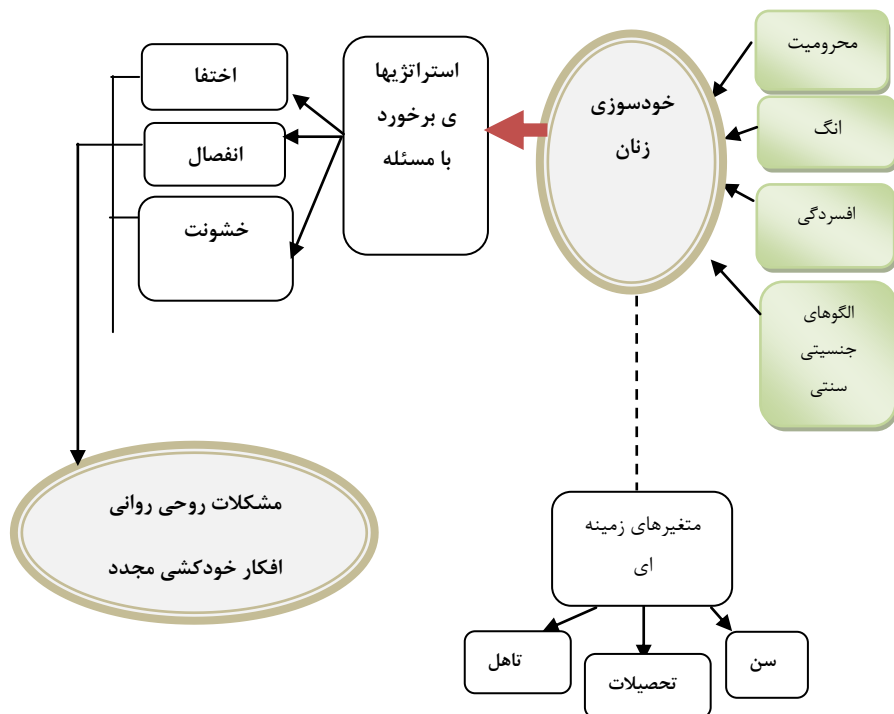 محرومیت
انگ
افسردگی
الگوهای
جنسیتی
سنتی
خودسوزی
زنان
استراتژیها
ی برخورد
با مسئله
اختفا
انفصال
خشونت
مشکلات روحی روانی
افکار خودکشی مجدد
متغیرهای زمینه
ای
سن
تحصیلات
تاهل